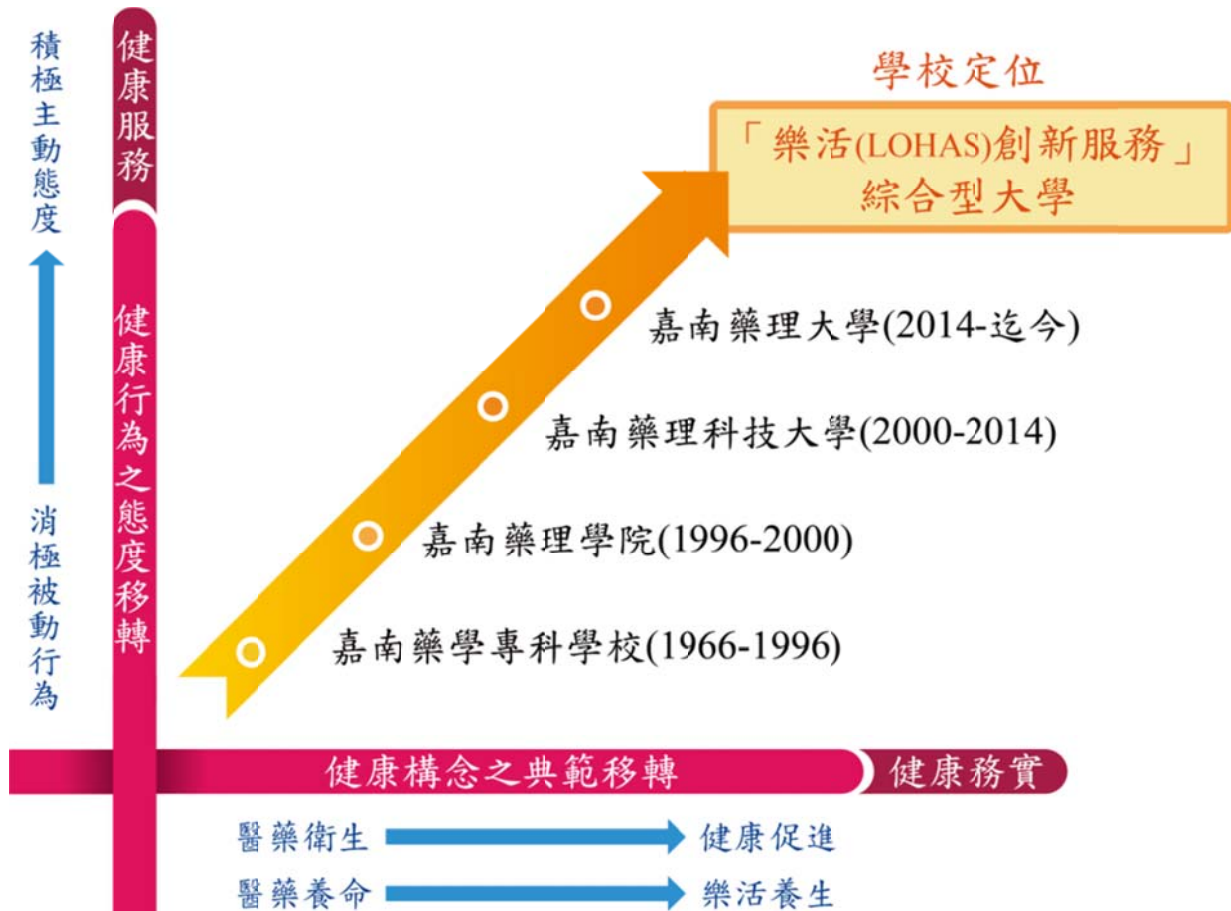 積極主動態度
消極被動行為
健康服務
健康行為之態度移轉
學校定位
「樂活(LOHAS)創新服務」
綜合型大學
嘉南藥理大學(2014-迄今)
嘉南藥理科技大學(2000-2014)
嘉南藥理學院(1996-2000)
嘉南藥學專科學校(1966-1996)
健康構念之典範移轉
健康務實
醫藥衛生
健康促進
醫藥養命
樂活養生